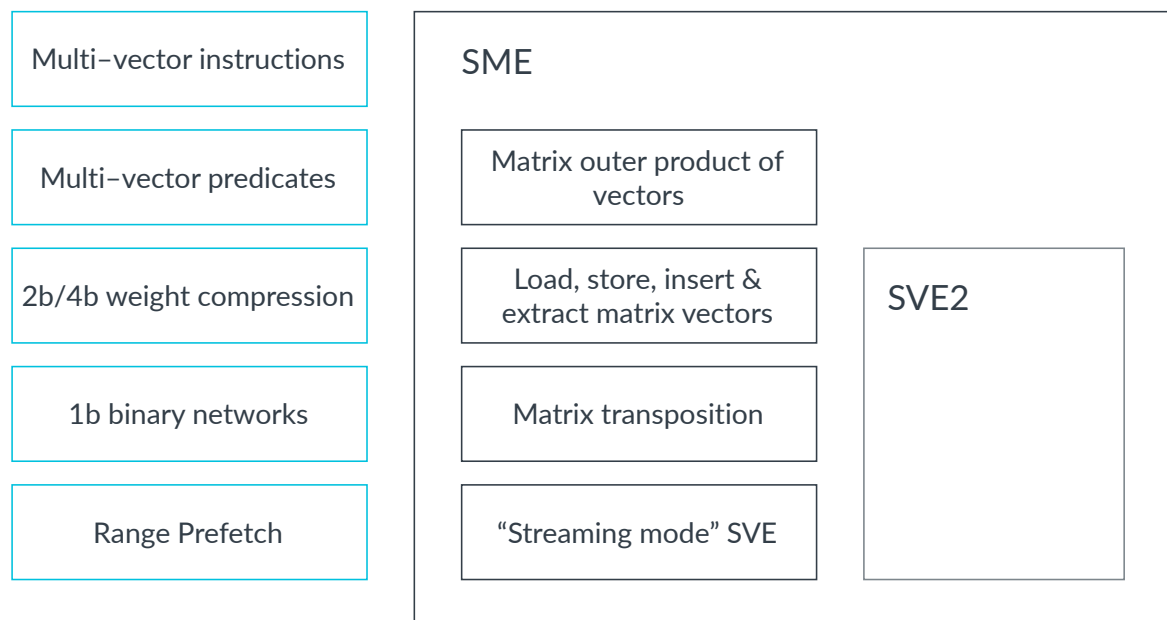 Multi–vector instructions
Multi–vector predicates
2b/4b weight compression
1b binary networks
Range Prefetch
SME
Matrix outer product of
vectors
Load, store, insert &
extract matrix vectors
Matrix transposition
“Streaming mode” SVE
SVE2